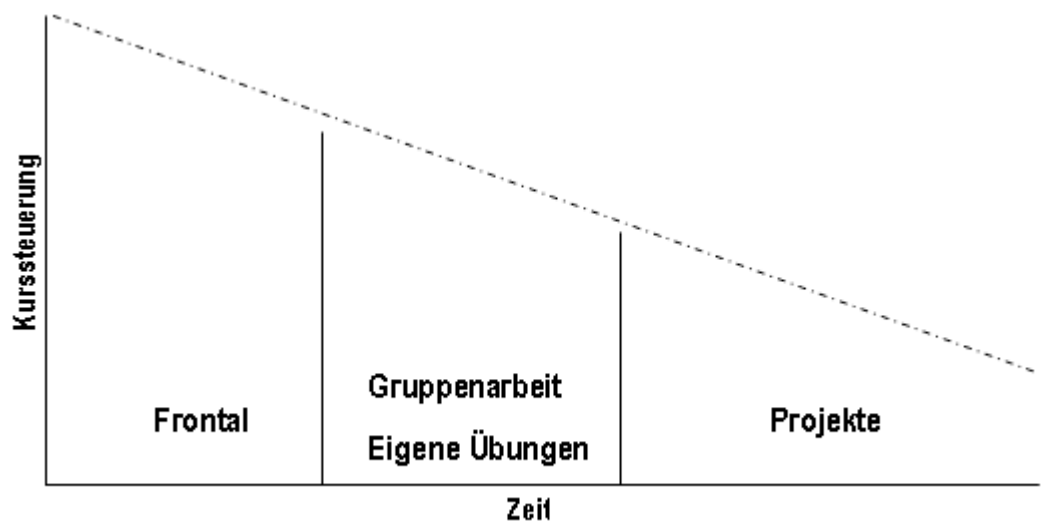 Kurssteuerung
Frontal
Gruppenarbeit
Eigene Übungen
Projekte
Zeit